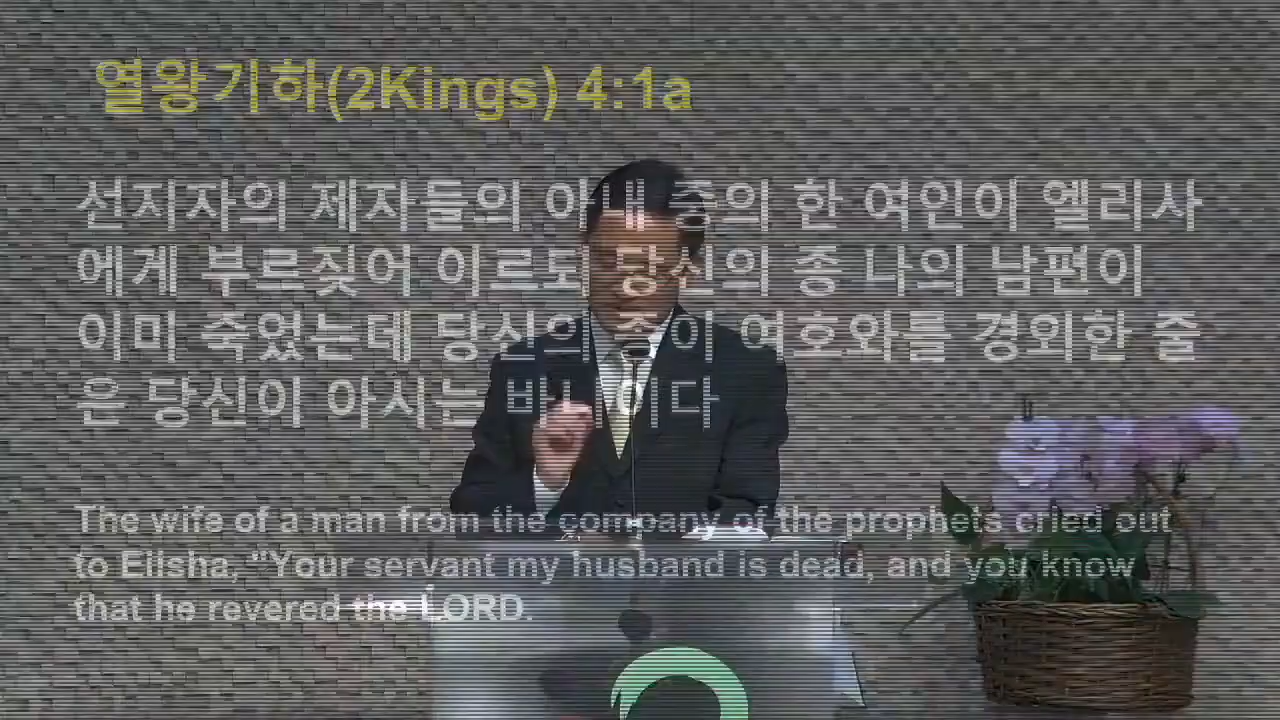 열왕기하(2Kings) 4:1a
선지자의 제자들의 아내 중의 한 여인이 엘리사
에게 부르짖어 이르되 당신의 종 나의 남편이
이미 죽었는데 당신의 종이 여호와를 경외한 줄
은 당신이 아시는 바니이다
The wife of a man from the company of the prophets cried out
to Elisha, “Your servant my husband is dead, and you know
that he revered the LORD.